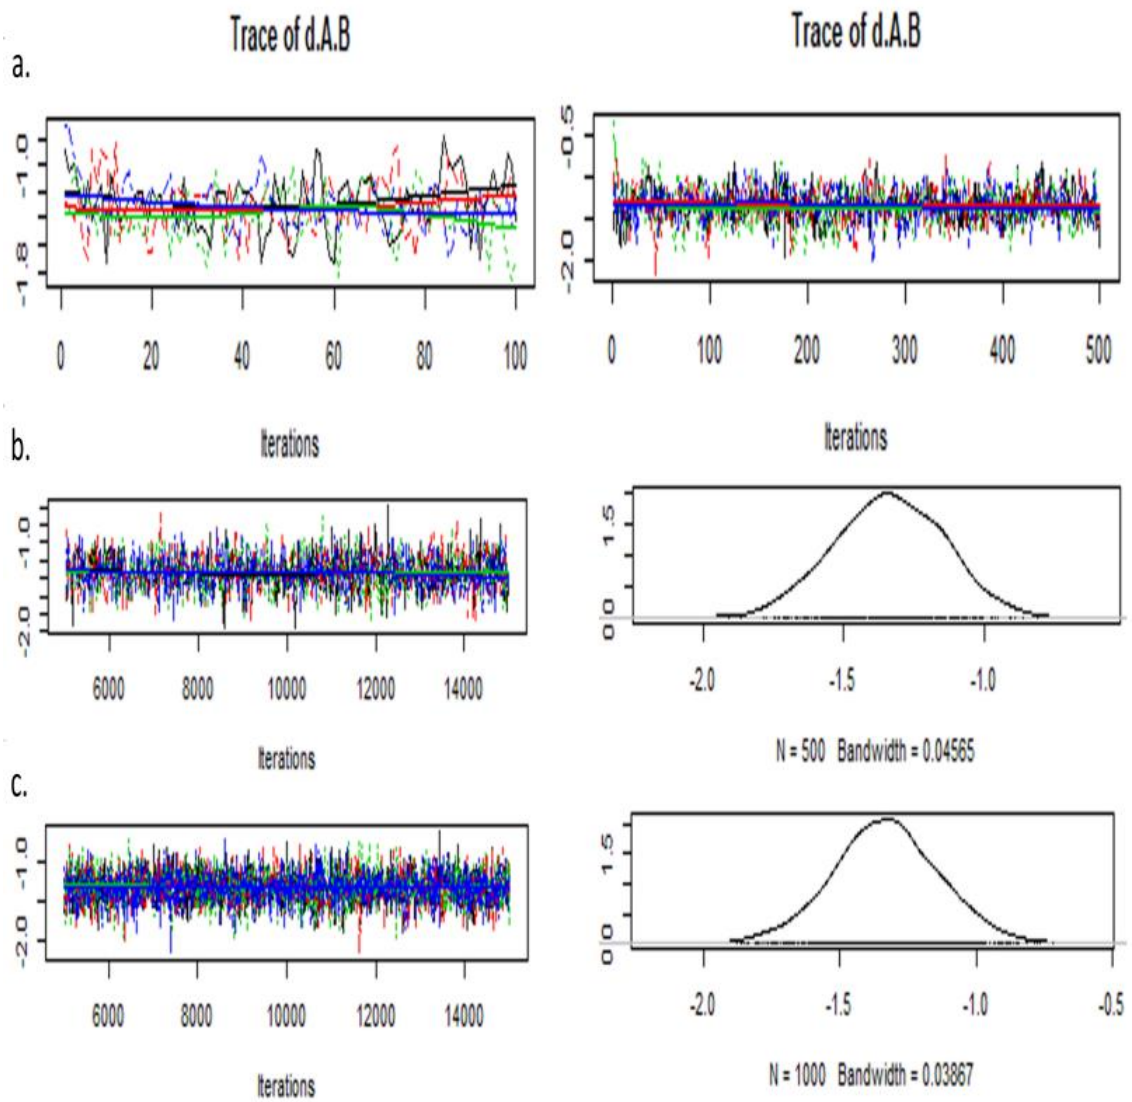 Trace of d.A.B
Trace of d.A.B
a.
-1.8 -1.0
0 20 40 60 80 100
Iterations
-2.0 -0.5
0 100 200 300 400 500
Iterations
b.
-2.0 -1.0
6000 8000 10000 12000 14000
Iterations
0.0 1.5
-2.0 -1.5 -1.0
N = 500 Bandwidth = 0.04565
c.
-2.0 -1.0
6000 8000 10000 12000 14000
Iterations
0.0 1.5
-2.0 -1.5 -1.0 -0.5
N = 1000 Bandwidth = 0.03867